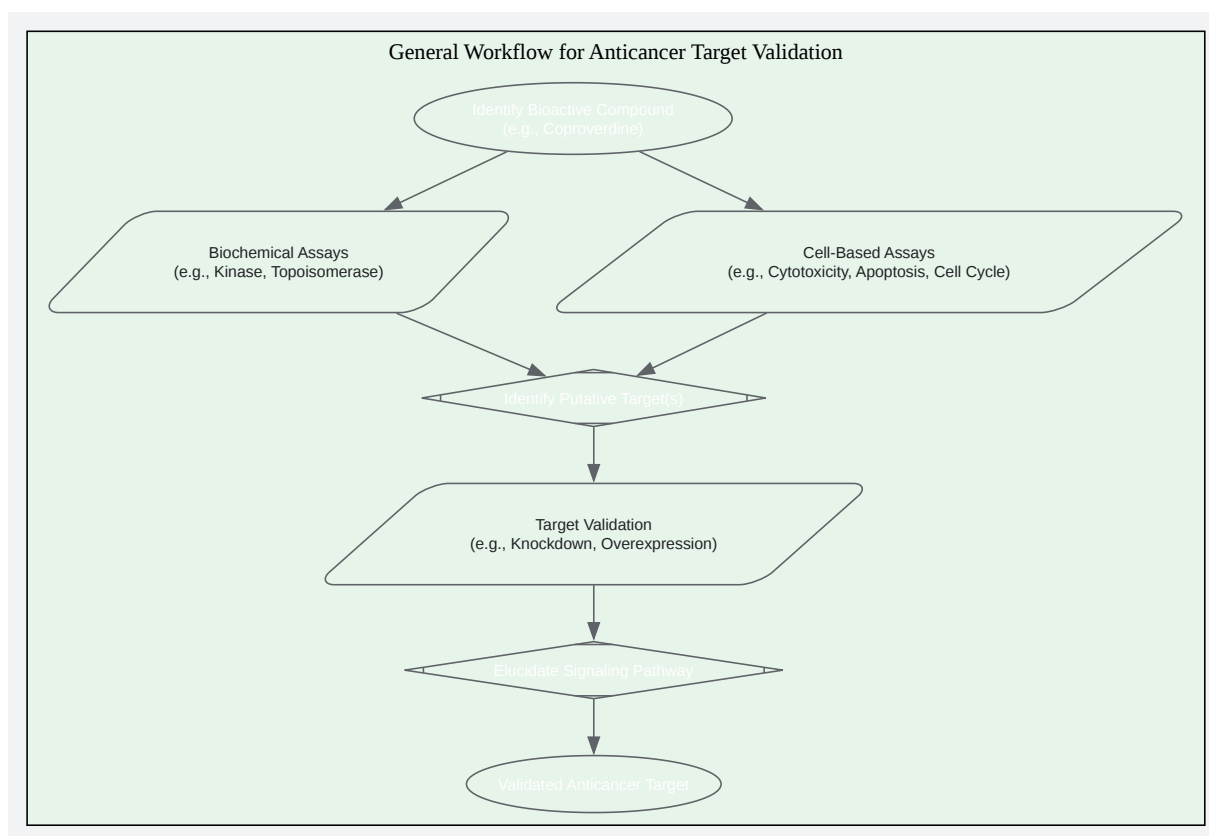 General Workflow for Anticancer Target Validation
Identify Bioactive Compound
(e.g., Coproverdine)
Biochemical Assays
(e.g., Kinase, Topoisomerase)
Cell-Based Assays
(e.g., Cytotoxicity, Apoptosis, Cell Cycle)
Identify Putative Target(s)
Target Validation
(e.g., Knockdown, Overexpression)
Elucidate Signaling Pathway
Validated Anticancer Target